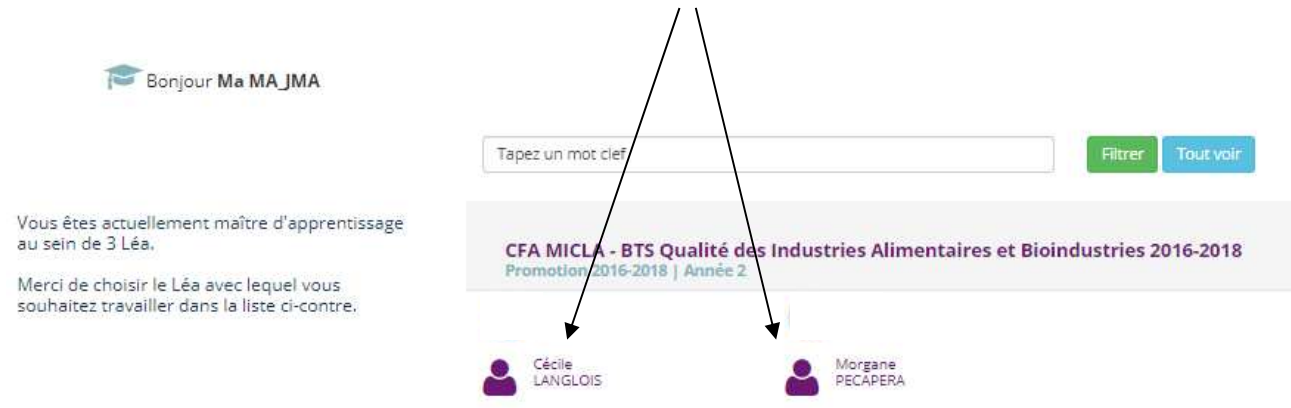 Bonjour Ma MA_JMA
Tapez un mot clef
Filtrer
Tout voir
Vous êtes actuellement maître d'apprentissage
au sein de 3 Léa.
Merci de choisir le Léa avec lequel vous
souhaitez travailler dans la liste ci-contre.
CFA MICLA - BTS Qualité des Industries Alimentaires et Bioindustries 2016-2018
Promotion 2016-2018 | Année 2
Cécile
LANGLOIS
Morgane
PECAPERA